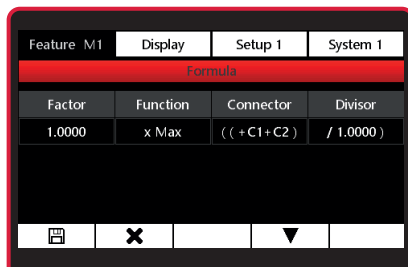 Feature M1 Display Setup 1 System 1
Formula
Factor Function Connector Divisor
1.0000 x Max ( ( +C1+C2 ) / 1.0000 )